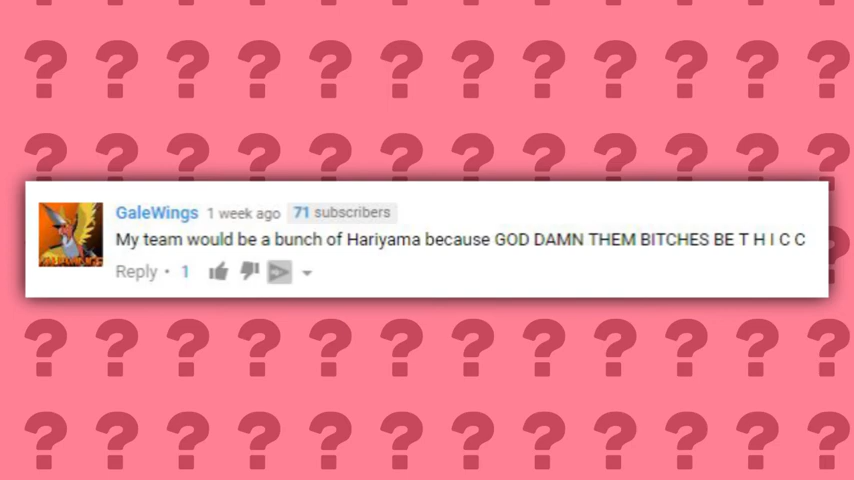 GaleWings 1 week ago 71 subscribers
My team would be a bunch of Hariyama because GOD DAMN THEM BITCHES BE T H I C C
Reply • 1